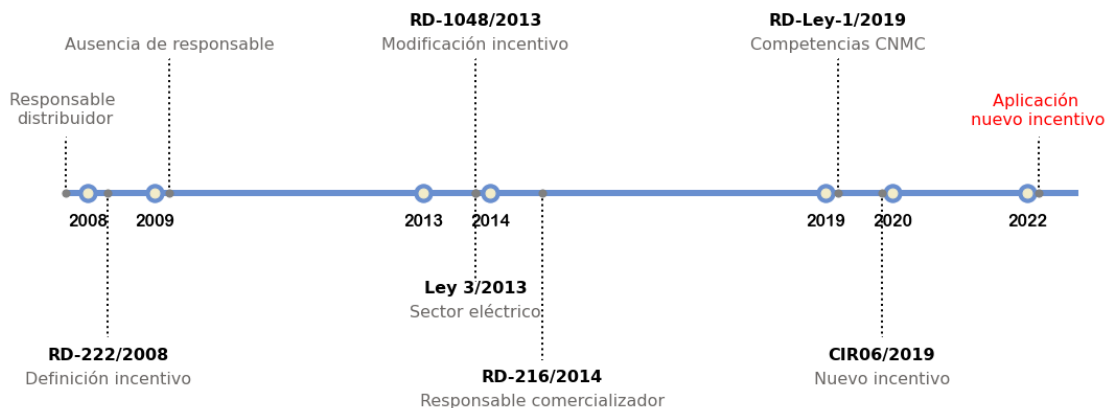 RD-1048/2013
Modificación incentivo
RD-Ley-1/2019
Competencias CNMC
Ausencia de responsable
Responsable
distribuidor
Aplicación
nuevo incentivo
2008
2009
2013
2014
2019
2020
2022
Ley 3/2013
Sector eléctrico
RD-222/2008
Definición incentivo
RD-216/2014
Responsable comercializador
CIR06/2019
Nuevo incentivo